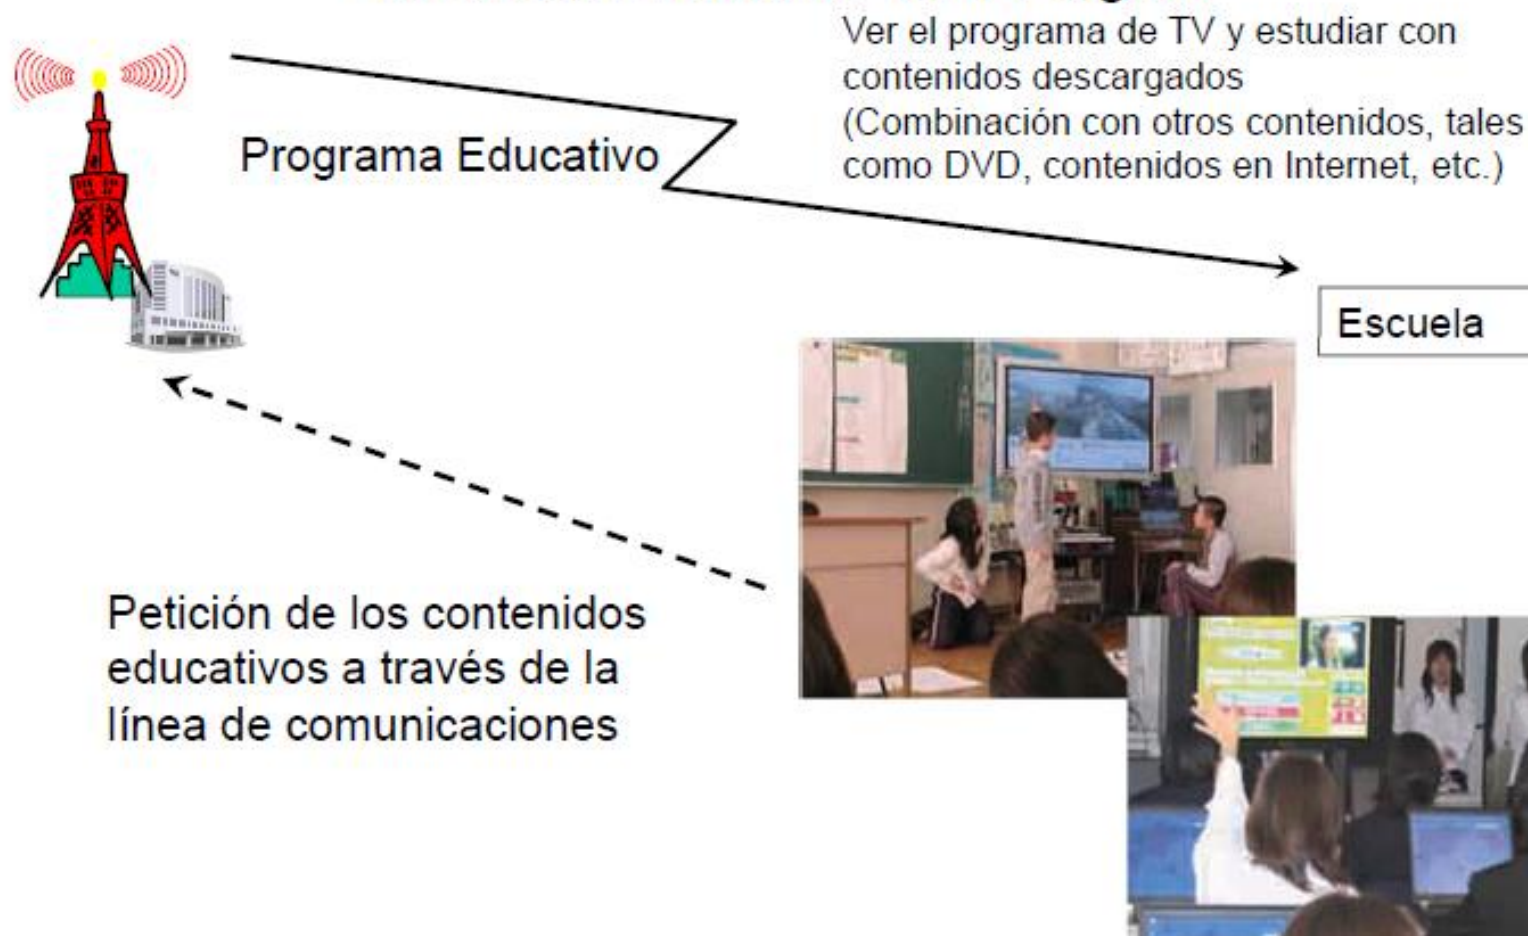 Ver el programa de TV y estudiar con
contenidos descargados
(Combinación con otros contenidos, tales
como DVD, contenidos en Internet, etc.)
Programa Educativo
Escuela
Petición de los contenidos
educativos a través de la
línea de comunicaciones